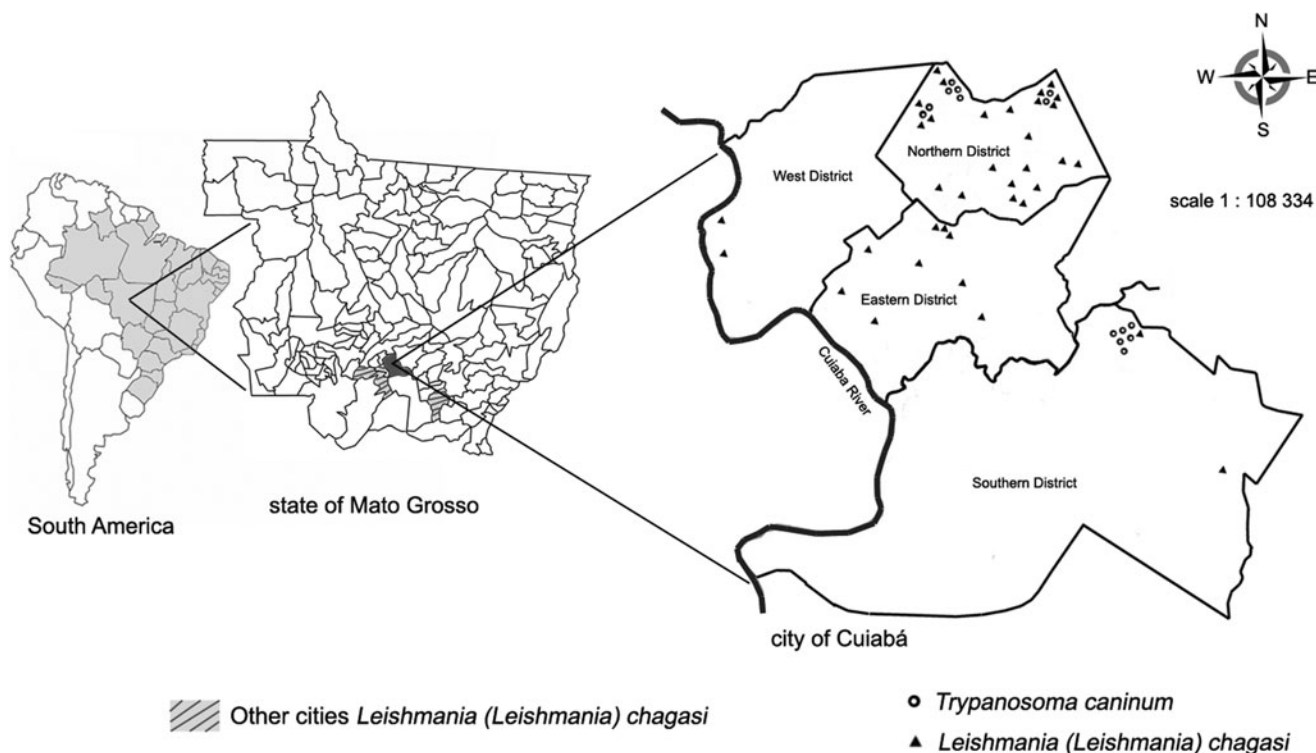 N
W E
S
Northern District
West District
scale 1 : 108 334
Eastern District
Cuiaba River
Southern District
state of Mato Grosso
South America
city of Cuiabá
Other cities Leishmania (Leishmania) chagasi
Trypanosoma caninum
Leishmania (Leishmania) chagasi